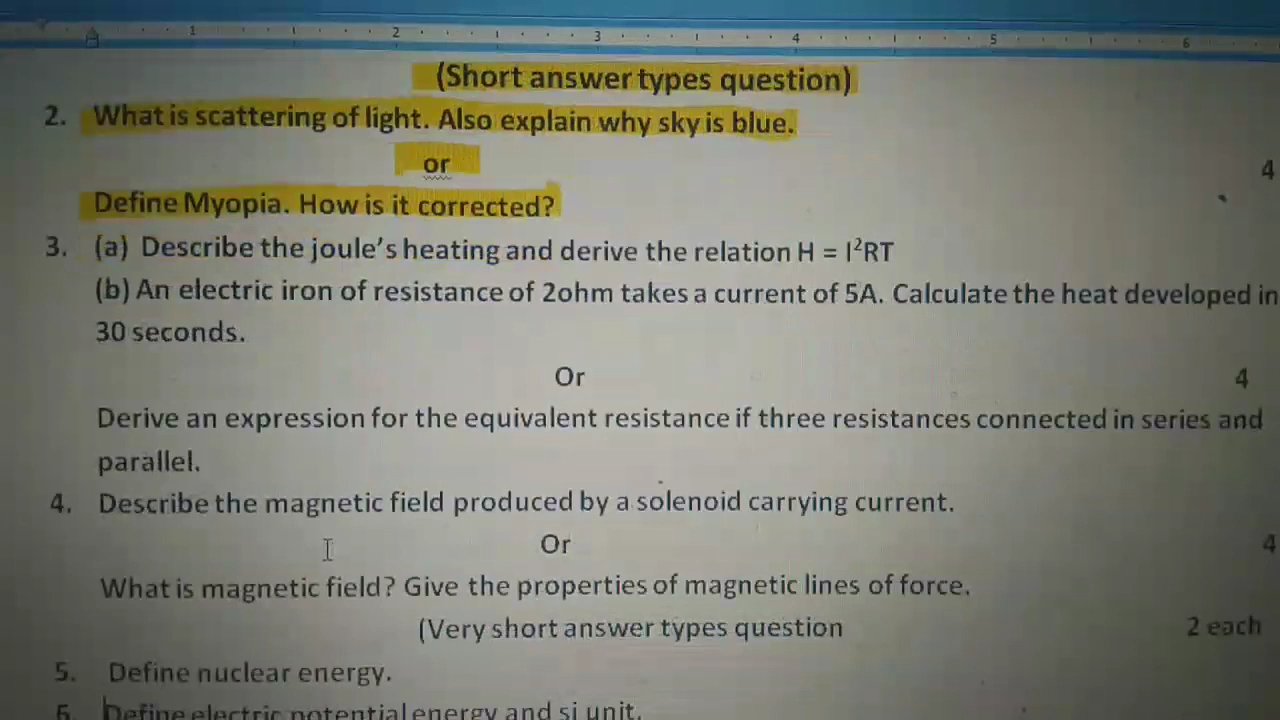 1 2 3 4 5 6
(Short answer types question)
2. What is scattering of light. Also explain why sky is blue.
or
4
Define Myopia. How is it corrected?
3. (a) Describe the joule's heating and derive the relation H = I²RT
(b) An electric iron of resistance of 2ohm takes a current of 5A. Calculate the heat developed in
30 seconds.
Or 4
Derive an expression for the equivalent resistance if three resistances connected in series and
parallel.
4. Describe the magnetic field produced by a solenoid carrying current.
Or 4
What is magnetic field? Give the properties of magnetic lines of force.
(Very short answer types question 2 each
5. Define nuclear energy.
6. Define electric potential energy and si unit.